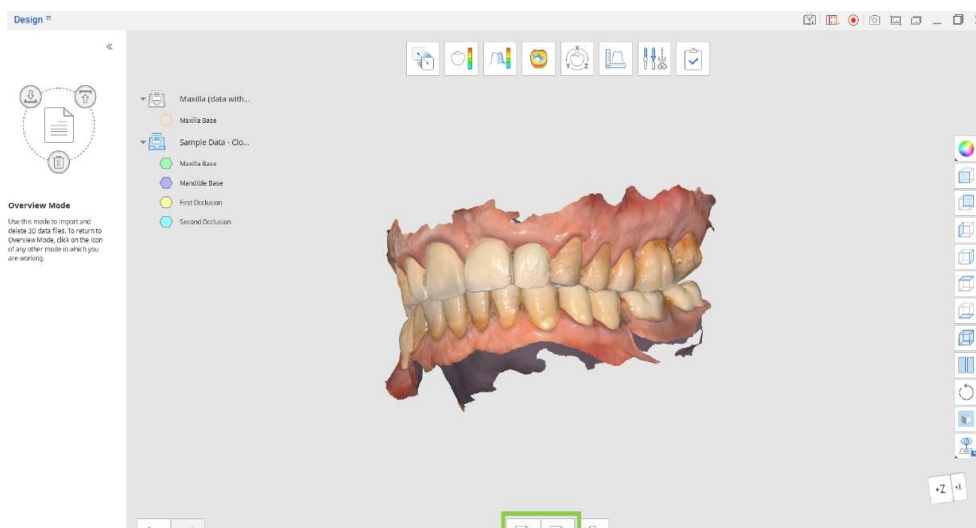 Design
Maxilla (data with...
Maxilla Base
Sample Data - Clo...
Maxilla Base
Mandible Base
First Occlusion
Second Occlusion
Overview Mode
Use this mode to import and
delete 3D data files. To return to
Overview Mode, click on the icon
of any other mode in which you
are working.
X
Y
Z
+Z
+X